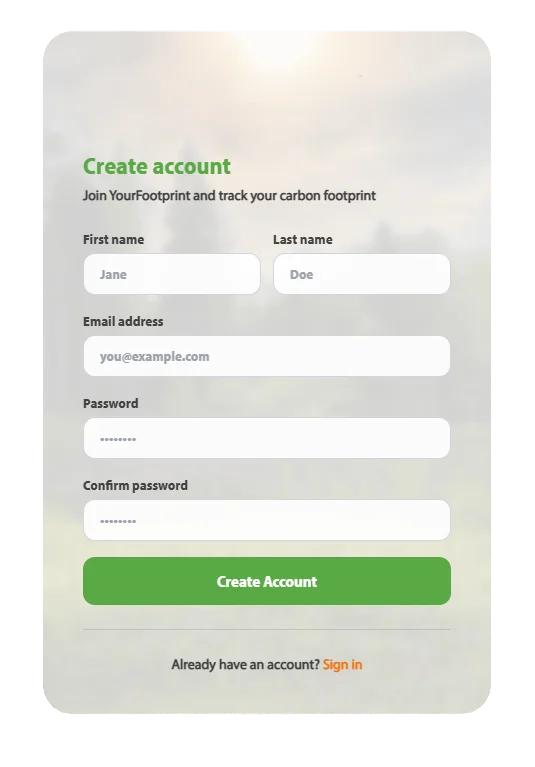 Create account
Join YourFootprint and track your carbon footprint
First name Last name
Jane Doe
Email address
you@example.com
Password
••••••••
Confirm password
••••••••
Create Account
Already have an account? Sign in